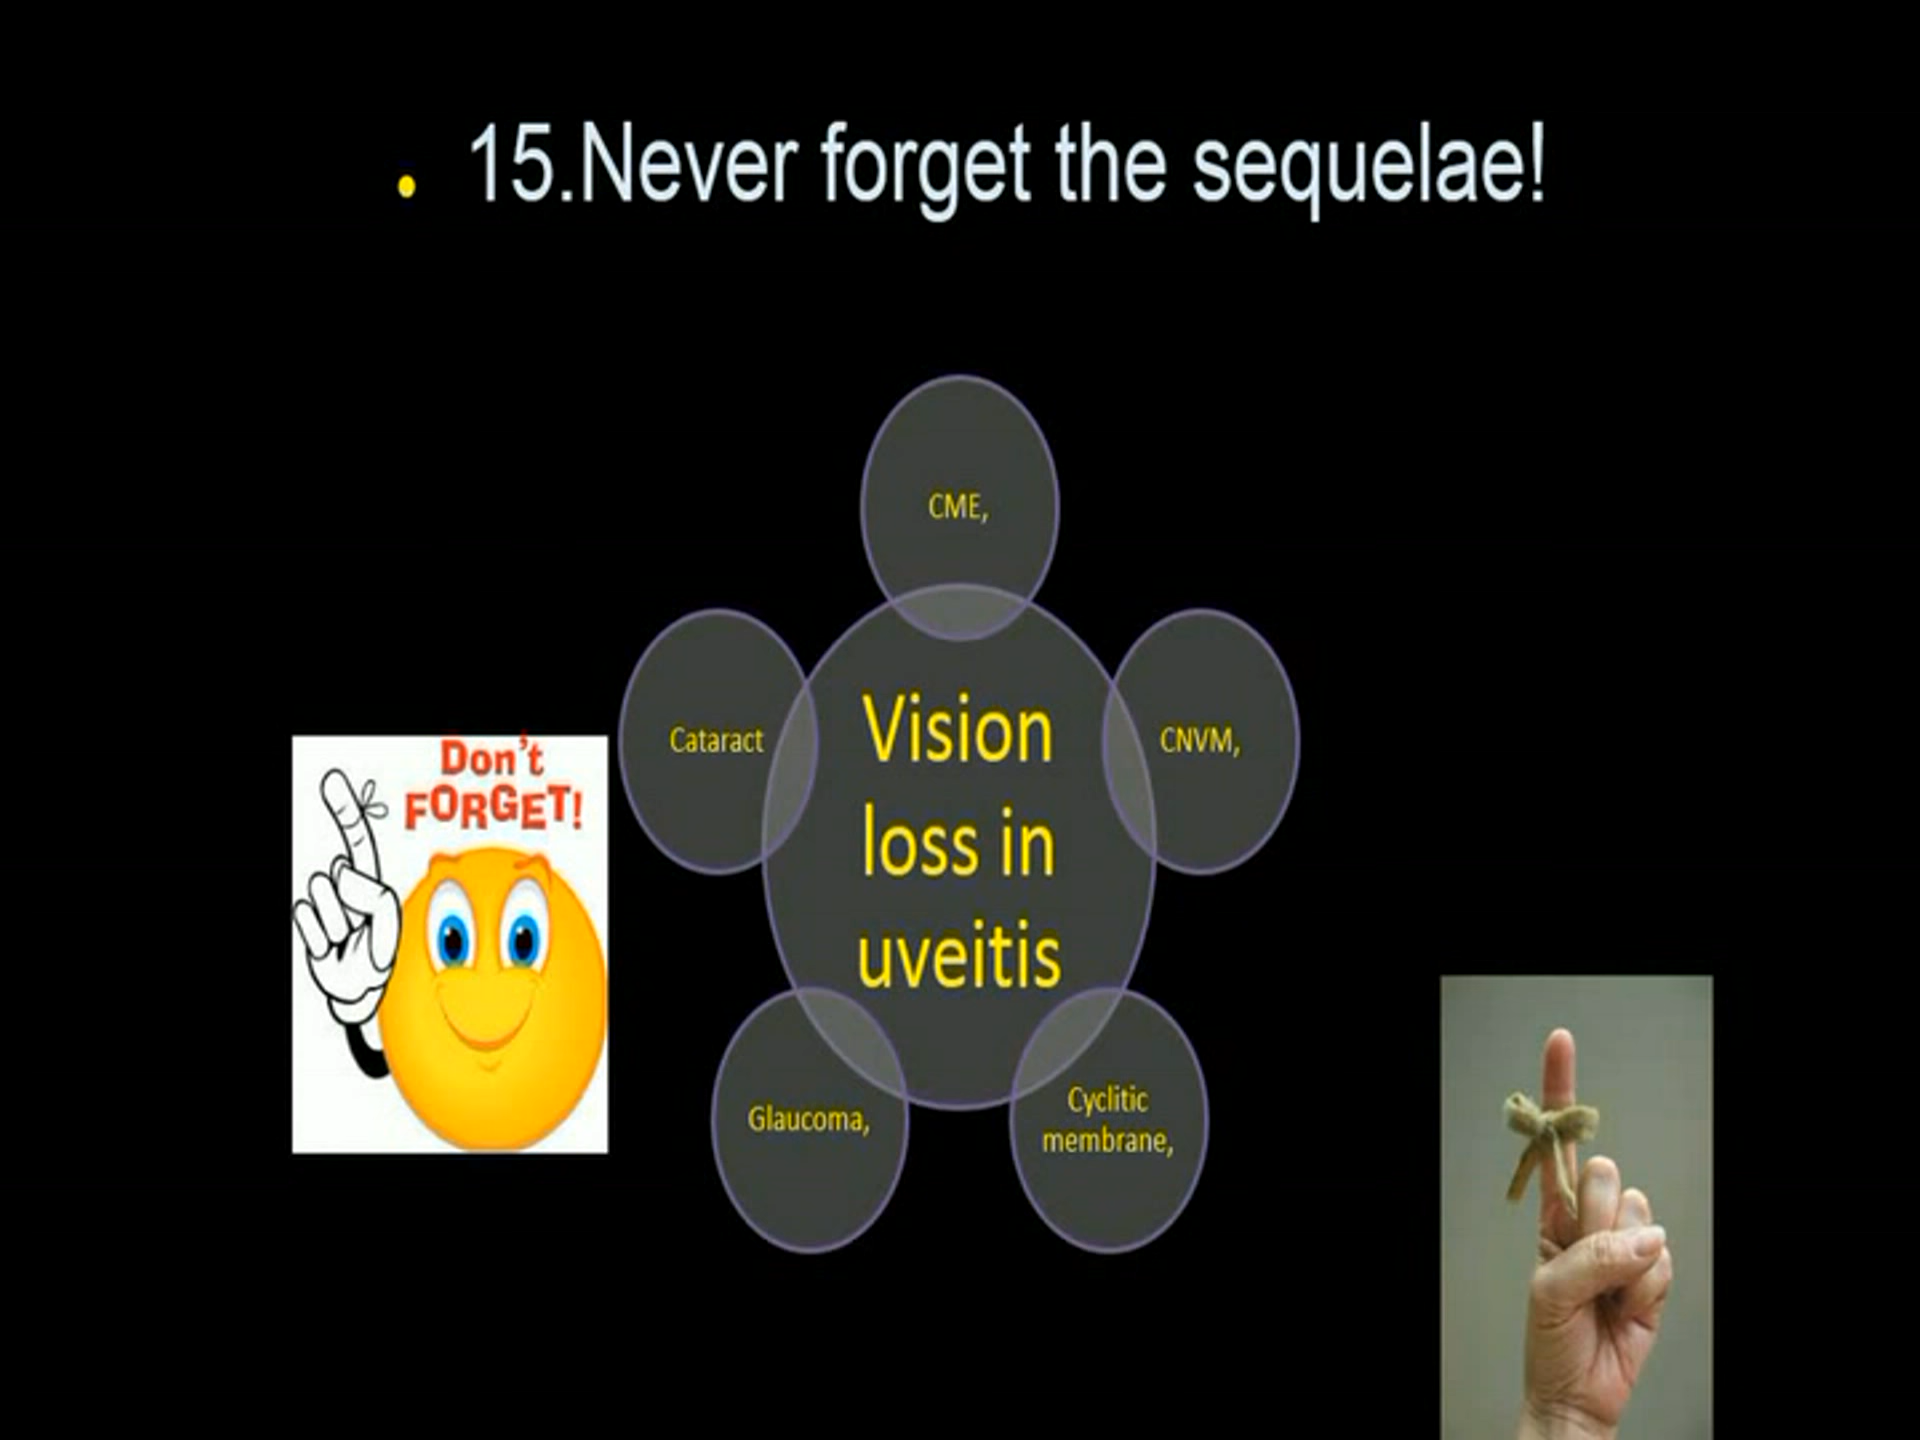 • 15.Never forget the sequelae!
CME,
Cataract
Vision
loss in
uveitis
CNVM,
Don't
FORGET!
Glaucoma,
Cyclitic
membrane,